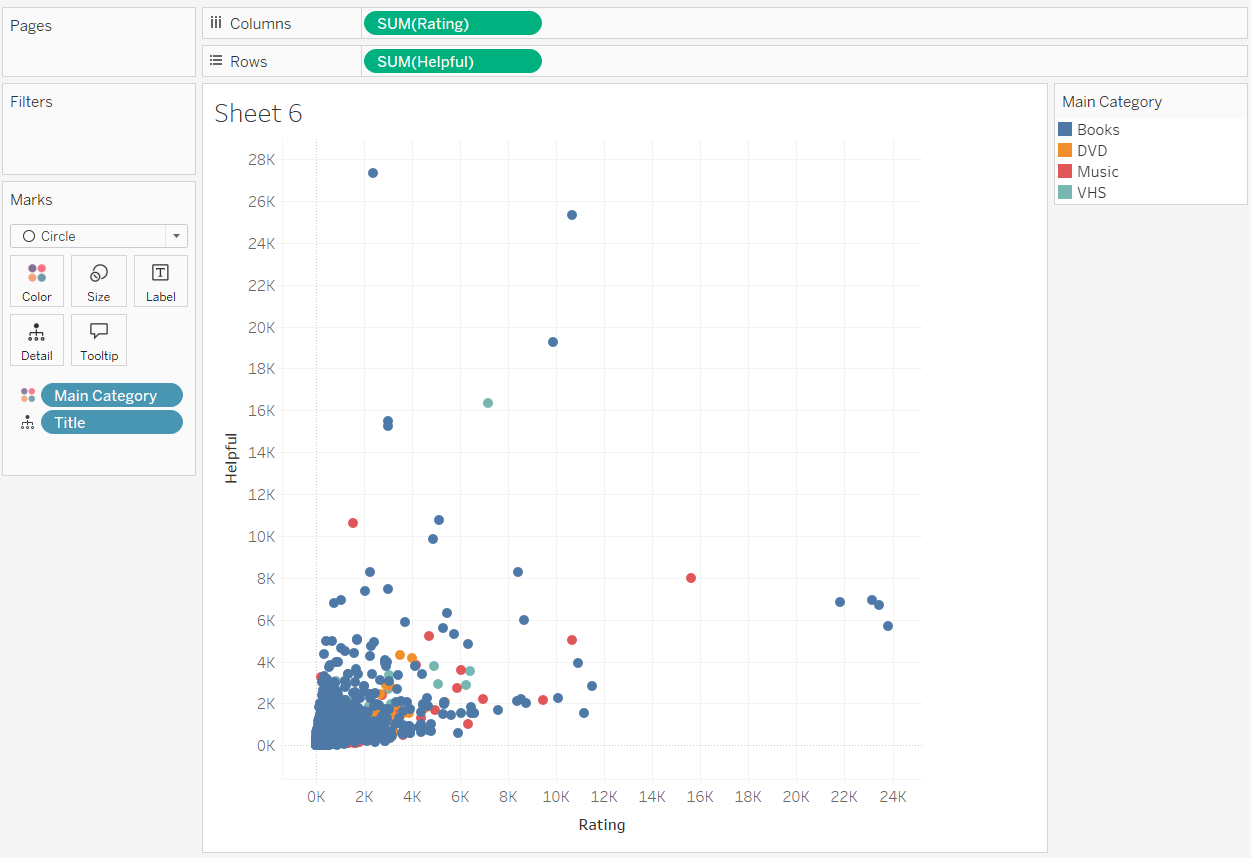 Pages
Columns
SUM(Rating)
Rows
SUM(Helpful)
Filters
Marks
Circle
Color
Size
T
Label
Detail
Tooltip
Main Category
Title
Sheet 6
28K
26K
24K
22K
20K
18K
16K
14K
12K
10K
8K
6K
4K
2K
0K
Helpful
0K 2K 4K 6K 8K 10K 12K 14K 16K 18K 20K 22K 24K
Rating
Main Category
Books
DVD
Music
VHS